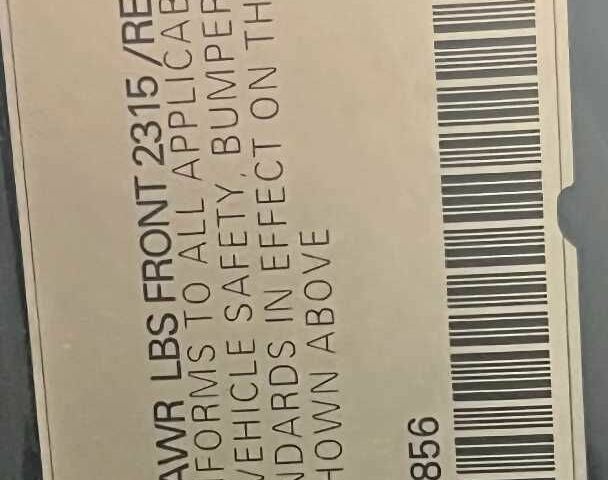 AWR LBS FRONT 2315 /RE
FORMS TO ALL APPLICAB
VEHICLE SAFETY, BUMPER
NDARDS IN EFFECT ON TH
HOWN ABOVE
856